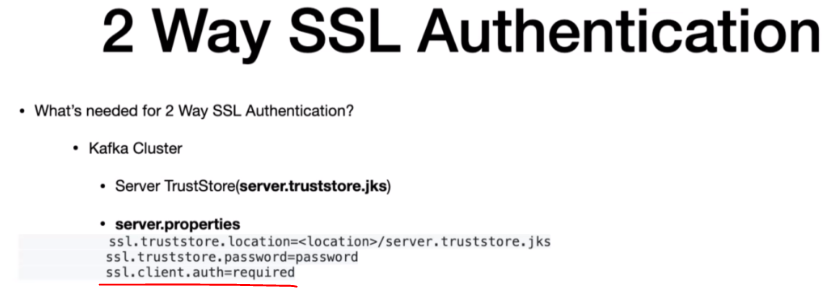 2 Way SSL Authentication
• What's needed for 2 Way SSL Authentication?
• Kafka Cluster
• Server TrustStore(server.truststore.jks)
• server.properties
ssl.truststore.location=<location>/server.truststore.jks
ssl.truststore.password=password
ssl.client.auth=required